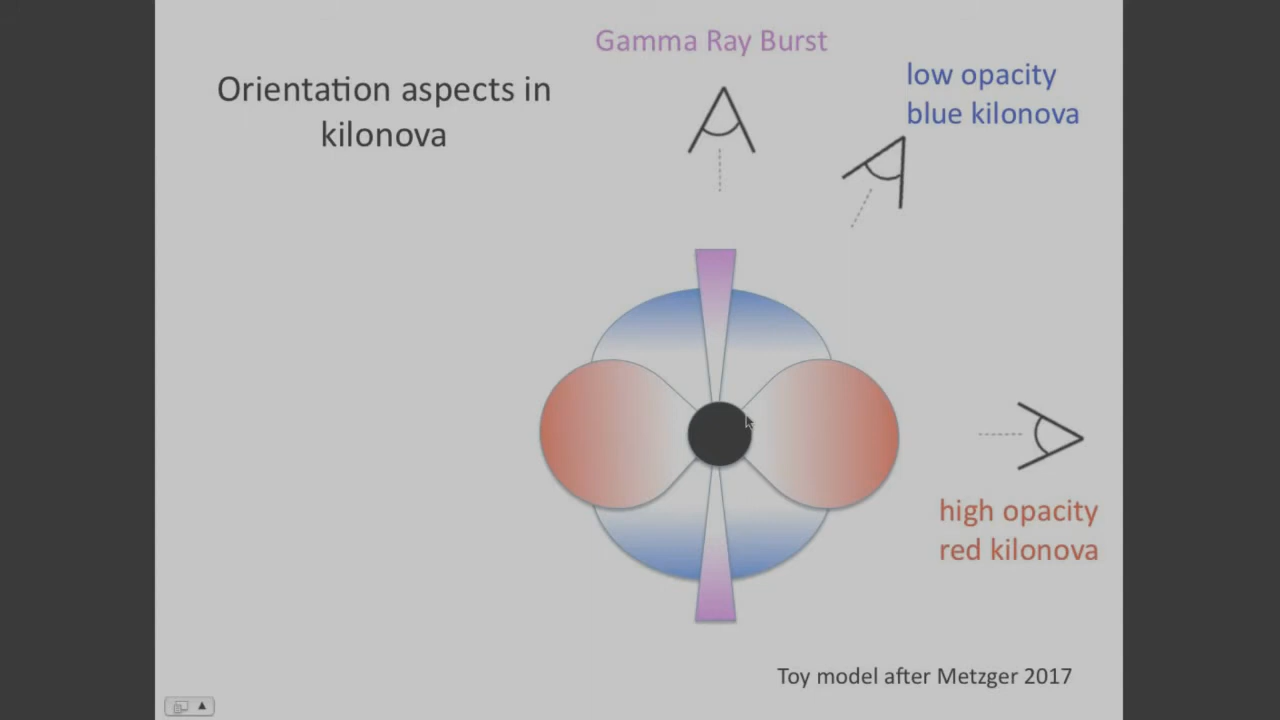 Gamma Ray Burst
Orientation aspects in
kilonova
low opacity
blue kilonova
high opacity
red kilonova
Toy model after Metzger 2017